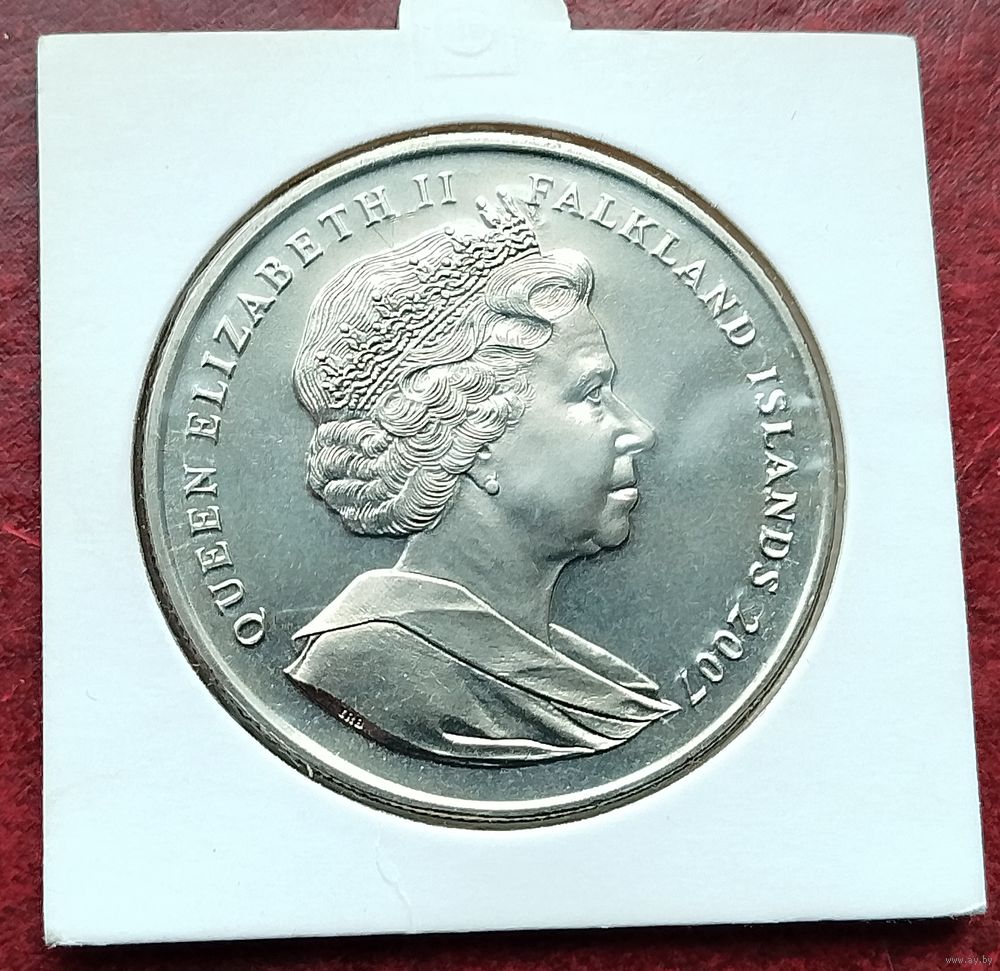 QUEEN ELIZABETH II FALKLAND ISLANDS 2007
IRB
www.ay.by